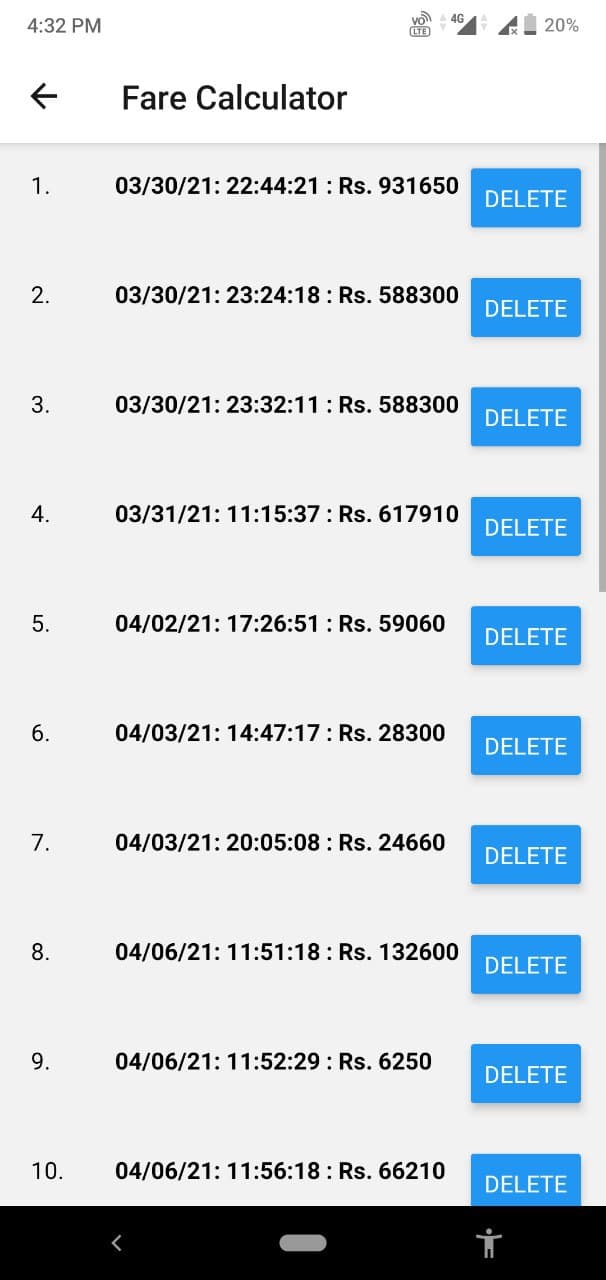 4:32 PM VO LTE 4G 20%
Fare Calculator
1. 03/30/21: 22:44:21 : Rs. 931650 DELETE
2. 03/30/21: 23:24:18 : Rs. 588300 DELETE
3. 03/30/21: 23:32:11 : Rs. 588300 DELETE
4. 03/31/21: 11:15:37 : Rs. 617910 DELETE
5. 04/02/21: 17:26:51 : Rs. 59060 DELETE
6. 04/03/21: 14:47:17 : Rs. 28300 DELETE
7. 04/03/21: 20:05:08 : Rs. 24660 DELETE
8. 04/06/21: 11:51:18 : Rs. 132600 DELETE
9. 04/06/21: 11:52:29 : Rs. 6250 DELETE
10. 04/06/21: 11:56:18 : Rs. 66210 DELETE